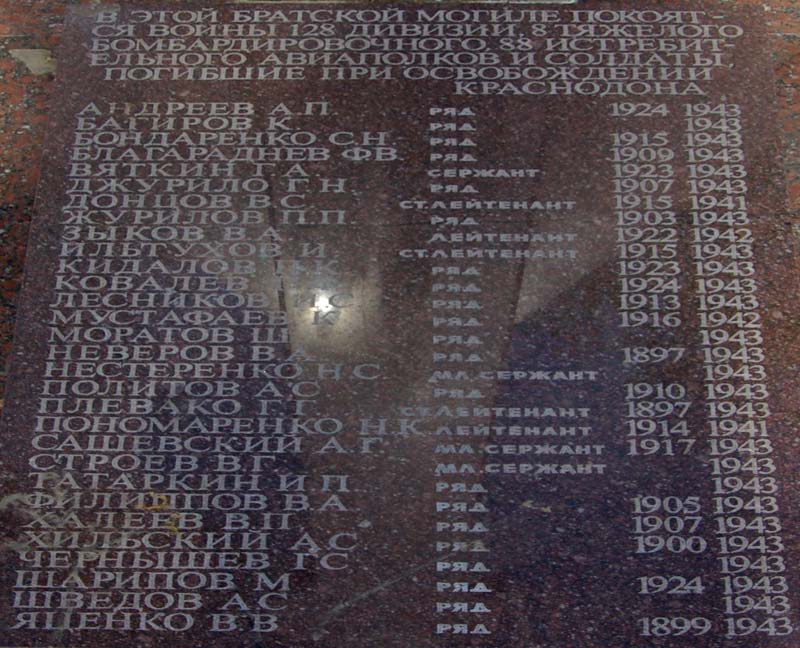 В ЭТОЙ БРАТСКОЙ МОГИЛЕ ПОКОЯТ-
СЯ ВОИНЫ 128 ДИВИЗИИ, 8 ТЯЖЕЛОГО
БОМБАРДИРОВОЧНОГО, 88 ИСТРЕБИТ-
ЕЛЬНОГО АВИАПОЛКОВ И СОЛДАТЫ,
ПОГИБШИЕ ПРИ ОСВОБОЖДЕНИИ
КРАСНОДОНА
АНДРЕЕВ А.П. РЯД 1924 1943
БАГИРОВ К. РЯД 1943
БОНДАРЕНКО С.Н. РЯД 1915 1943
БЛАГАРАДНЕВ Ф.В. РЯД 1909 1943
ВЯТКИН Г.А. СЕРЖАНТ 1923 1943
ДЖУРИЛО Г.Н. РЯД 1907 1943
ДОНЦОВ В.С. СТ.ЛЕЙТЕНАНТ 1915 1941
ЖУРИЛОВ П.П. РЯД 1903 1943
ЗЫКОВ В.А. ЛЕЙТЕНАНТ 1922 1942
ИЛЬТУХОВ И. СТ.ЛЕЙТЕНАНТ 1915 1943
КИДАЛОВ РЯД 1923 1943
КОВАЛЕВ РЯД 1924 1943
ЛЕСНИКОВ И.С РЯД 1913 1943
МУСТАФАЕВ К РЯД 1916 1942
МОРАТОВ Ш РЯД 1943
НЕВЕРОВ В.А. РЯД 1897 1943
НЕСТЕРЕНКО Н.С. МЛ.СЕРЖАНТ 1943
ПОЛИТОВ А.С РЯД 1910 1943
ПЛЕВАКО Г.Г. СТ.ЛЕЙТЕНАНТ 1897 1943
ПОНОМАРЕНКО Н.К. ЛЕЙТЕНАНТ 1914 1941
САШЕВСКИЙ А.Г. МЛ.СЕРЖАНТ 1917 1943
СТРОЕВ В.Г. МЛ.СЕРЖАНТ 1943
ТАТАРКИН И.П. РЯД 1943
ФИЛИППОВ В.А. РЯД 1905 1943
ХАЛЕЕВ В.П. РЯД 1907 1943
ХИЛЬСКИЙ А.С РЯД 1900 1943
ЧЕРНЫШЕВ Г.С РЯД 1943
ШАРИПОВ М РЯД 1924 1943
ШВЕДОВ А.С РЯД 1943
ЯЦЕНКО В.В РЯД 1899 1943